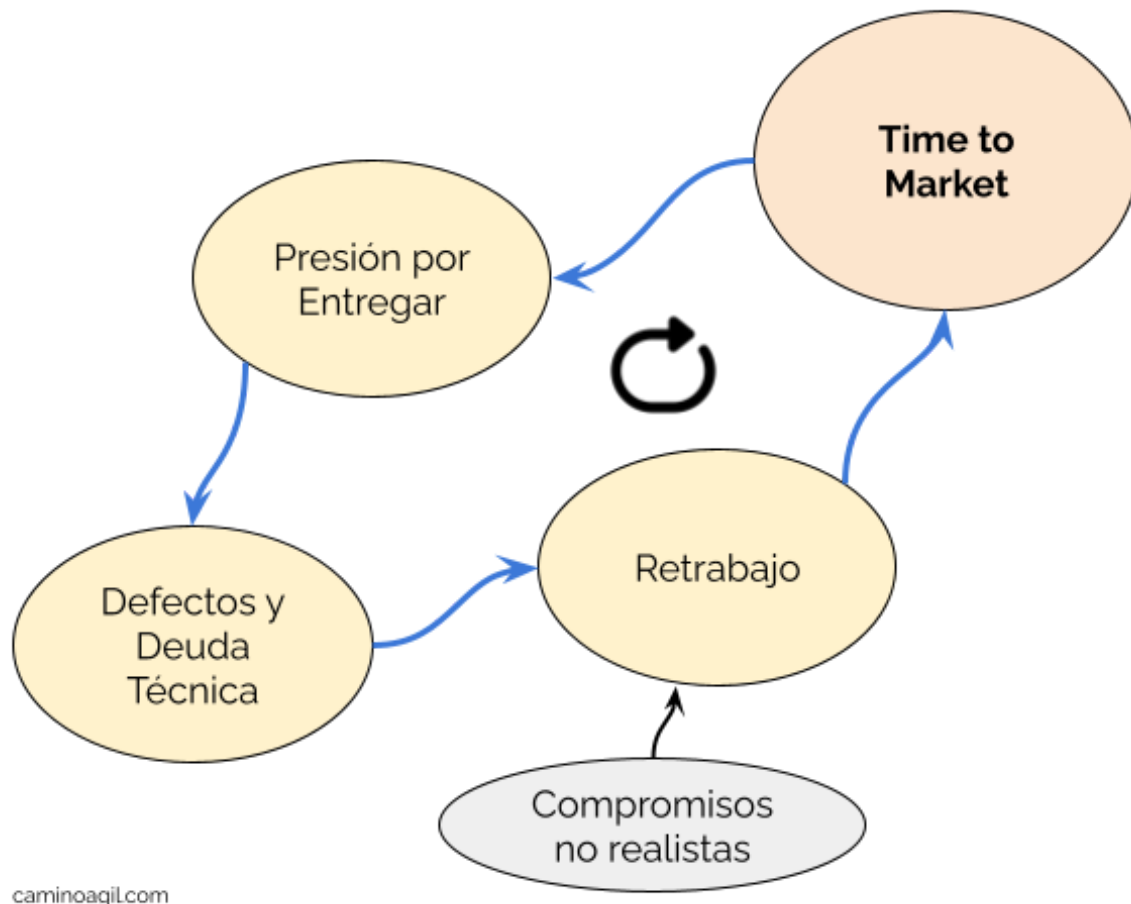 Time to
Market
Presión por
Entregar
Defectos y
Deuda
Técnica
Retrabajo
Compromisos
no realistas
caminoagil.com